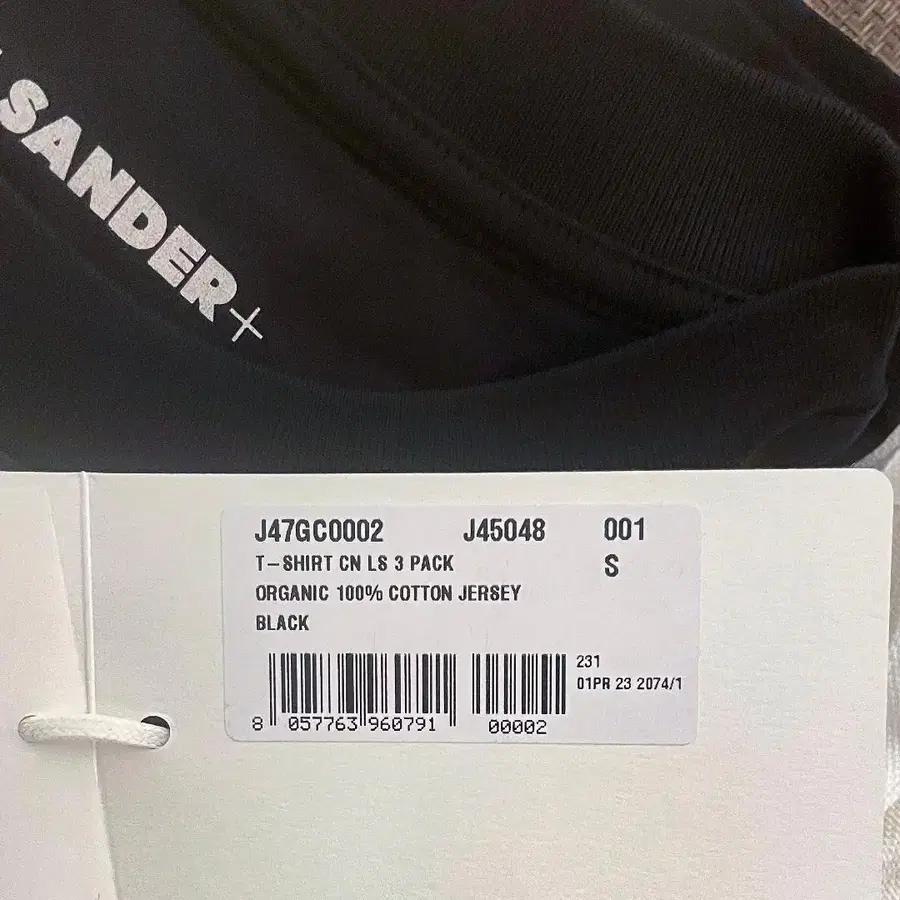 SANDER+
J47GC0002 J45048 001
T-SHIRT CN LS 3 PACK S
ORGANIC 100% COTTON JERSEY
BLACK
231
01PR 23 2074/1
8 057763 960791 00002